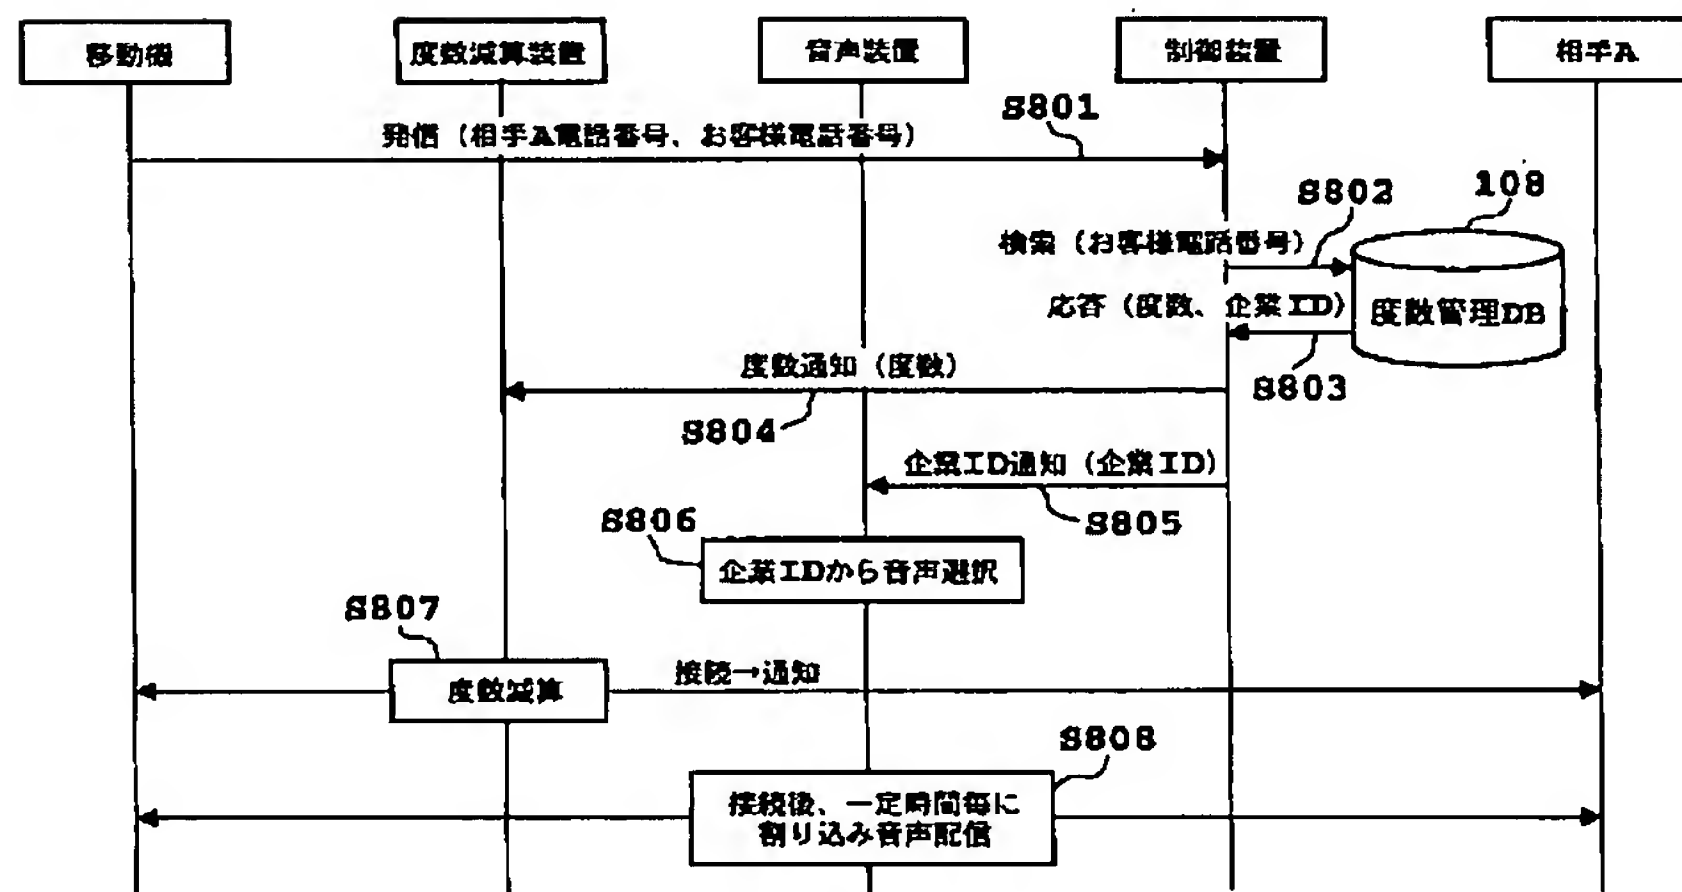 移動機
度数減算装置
音声装置
制御装置
相手A
S801
発信（相手A電話番号、お客様電話番号）
S802
108
検索（お客様電話番号）
応答（度数、企業ID）
度数管理DB
度数通知（度数）
S803
S804
企業ID通知（企業ID）
S805
S806
企業IDから音声選択
S807
接続→通知
度数減算
S808
接続後、一定時間毎に
割り込み音声配信